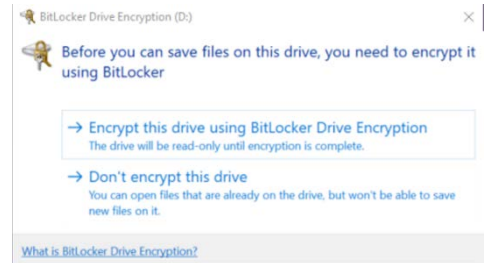 BitLocker Drive Encryption (D:)
Before you can save files on this drive, you need to encrypt it
using BitLocker
Encrypt this drive using BitLocker Drive Encryption
The drive will be read-only until encryption is complete.
Don't encrypt this drive
You can open files that are already on the drive, but won't be able to save
new files on it.
What is BitLocker Drive Encryption?